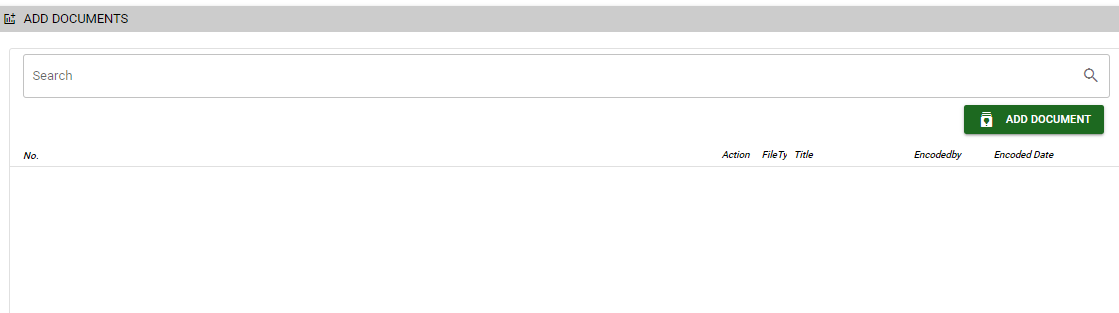 ADD DOCUMENTS
Search
ADD DOCUMENT
No. Action FileTy Title Encodedby Encoded Date